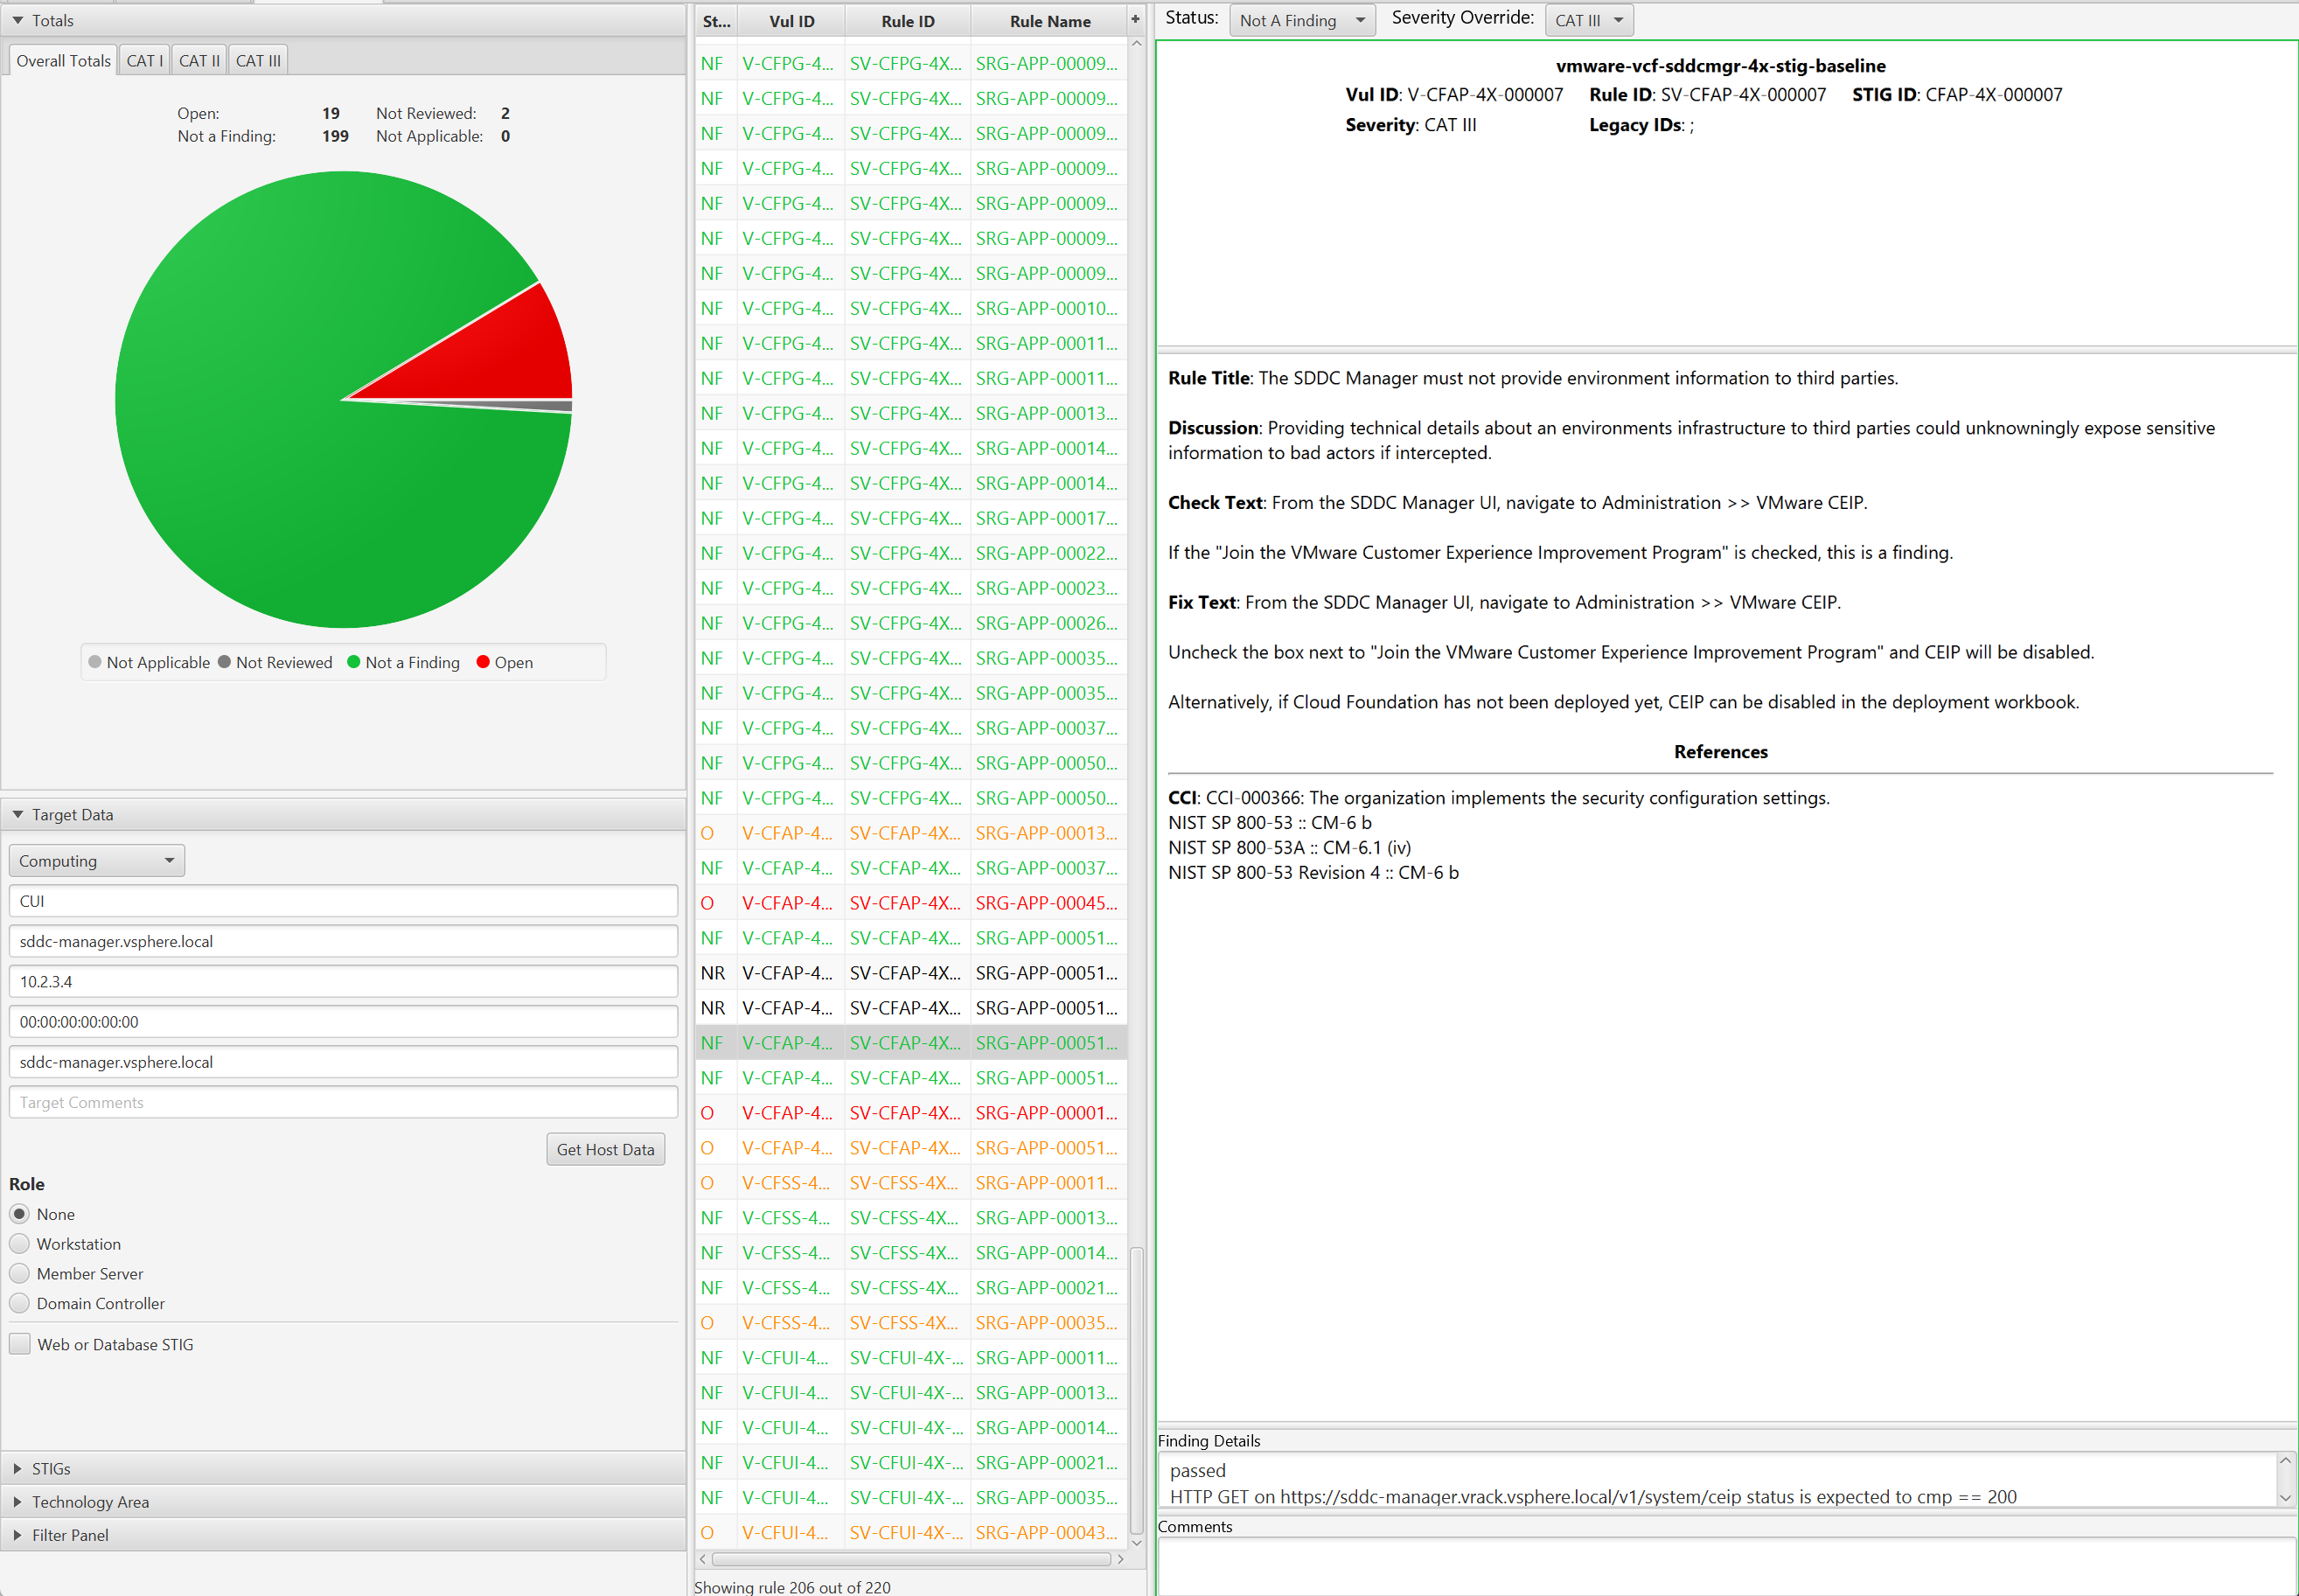 Totals
Overall Totals CAT I CAT II CAT III
Open: 19 Not Reviewed: 2
Not a Finding: 199 Not Applicable: 0
Not Applicable Not Reviewed Not a Finding Open
Target Data
Computing
CUI
sddc-manager.vsphere.local
10.2.3.4
00:00:00:00:00:00
sddc-manager.vsphere.local
Target Comments
Get Host Data
Role
None
Workstation
Member Server
Domain Controller
Web or Database STIG
STIGs
Technology Area
Filter Panel
St... Vul ID Rule ID Rule Name +
NF V-CFPG-4... SV-CFPG-4X... SRG-APP-00009...
NF V-CFPG-4... SV-CFPG-4X... SRG-APP-00009...
NF V-CFPG-4... SV-CFPG-4X... SRG-APP-00009...
NF V-CFPG-4... SV-CFPG-4X... SRG-APP-00009...
NF V-CFPG-4... SV-CFPG-4X... SRG-APP-00009...
NF V-CFPG-4... SV-CFPG-4X... SRG-APP-00009...
NF V-CFPG-4... SV-CFPG-4X... SRG-APP-00009...
NF V-CFPG-4... SV-CFPG-4X... SRG-APP-00010...
NF V-CFPG-4... SV-CFPG-4X... SRG-APP-00011...
NF V-CFPG-4... SV-CFPG-4X... SRG-APP-00011...
NF V-CFPG-4... SV-CFPG-4X... SRG-APP-00013...
NF V-CFPG-4... SV-CFPG-4X... SRG-APP-00014...
NF V-CFPG-4... SV-CFPG-4X... SRG-APP-00014...
NF V-CFPG-4... SV-CFPG-4X... SRG-APP-00017...
NF V-CFPG-4... SV-CFPG-4X... SRG-APP-00022...
NF V-CFPG-4... SV-CFPG-4X... SRG-APP-00023...
NF V-CFPG-4... SV-CFPG-4X... SRG-APP-00026...
NF V-CFPG-4... SV-CFPG-4X... SRG-APP-00035...
NF V-CFPG-4... SV-CFPG-4X... SRG-APP-00035...
NF V-CFPG-4... SV-CFPG-4X... SRG-APP-00037...
NF V-CFPG-4... SV-CFPG-4X... SRG-APP-00050...
NF V-CFPG-4... SV-CFPG-4X... SRG-APP-00050...
O V-CFAP-4... SV-CFAP-4X... SRG-APP-00013...
NF V-CFAP-4... SV-CFAP-4X... SRG-APP-00037...
O V-CFAP-4... SV-CFAP-4X... SRG-APP-00045...
NF V-CFAP-4... SV-CFAP-4X... SRG-APP-00051...
NR V-CFAP-4... SV-CFAP-4X... SRG-APP-00051...
NR V-CFAP-4... SV-CFAP-4X... SRG-APP-00051...
NF V-CFAP-4... SV-CFAP-4X... SRG-APP-00051...
NF V-CFAP-4... SV-CFAP-4X... SRG-APP-00051...
O V-CFAP-4... SV-CFAP-4X... SRG-APP-00001...
O V-CFAP-4... SV-CFAP-4X... SRG-APP-00051...
O V-CFSS-4... SV-CFSS-4X... SRG-APP-00011...
NF V-CFSS-4... SV-CFSS-4X... SRG-APP-00013...
NF V-CFSS-4... SV-CFSS-4X... SRG-APP-00014...
NF V-CFSS-4... SV-CFSS-4X... SRG-APP-00021...
O V-CFSS-4... SV-CFSS-4X... SRG-APP-00035...
NF V-CFUI-4... SV-CFUI-4X-... SRG-APP-00011...
NF V-CFUI-4... SV-CFUI-4X-... SRG-APP-00013...
NF V-CFUI-4... SV-CFUI-4X-... SRG-APP-00014...
NF V-CFUI-4... SV-CFUI-4X-... SRG-APP-00021...
NF V-CFUI-4... SV-CFUI-4X-... SRG-APP-00035...
O V-CFUI-4... SV-CFUI-4X-... SRG-APP-00043...
Showing rule 206 out of 220
Status: Not A Finding Severity Override: CAT III
vmware-vcf-sddcmgr-4x-stig-baseline
Vul ID: V-CFAP-4X-000007 Rule ID: SV-CFAP-4X-000007 STIG ID: CFAP-4X-000007
Severity: CAT III Legacy IDs: ;
Rule Title: The SDDC Manager must not provide environment information to third parties.
Discussion: Providing technical details about an environments infrastructure to third parties could unknowningly expose sensitive
information to bad actors if intercepted.
Check Text: From the SDDC Manager UI, navigate to Administration >> VMware CEIP.
If the "Join the VMware Customer Experience Improvement Program" is checked, this is a finding.
Fix Text: From the SDDC Manager UI, navigate to Administration >> VMware CEIP.
Uncheck the box next to "Join the VMware Customer Experience Improvement Program" and CEIP will be disabled.
Alternatively, if Cloud Foundation has not been deployed yet, CEIP can be disabled in the deployment workbook.
References
CCI: CCI-000366: The organization implements the security configuration settings.
NIST SP 800-53 :: CM-6 b
NIST SP 800-53A :: CM-6.1 (iv)
NIST SP 800-53 Revision 4 :: CM-6 b
Finding Details
passed
HTTP GET on https://sddc-manager.vrack.vsphere.local/v1/system/ceip status is expected to cmp == 200
Comments